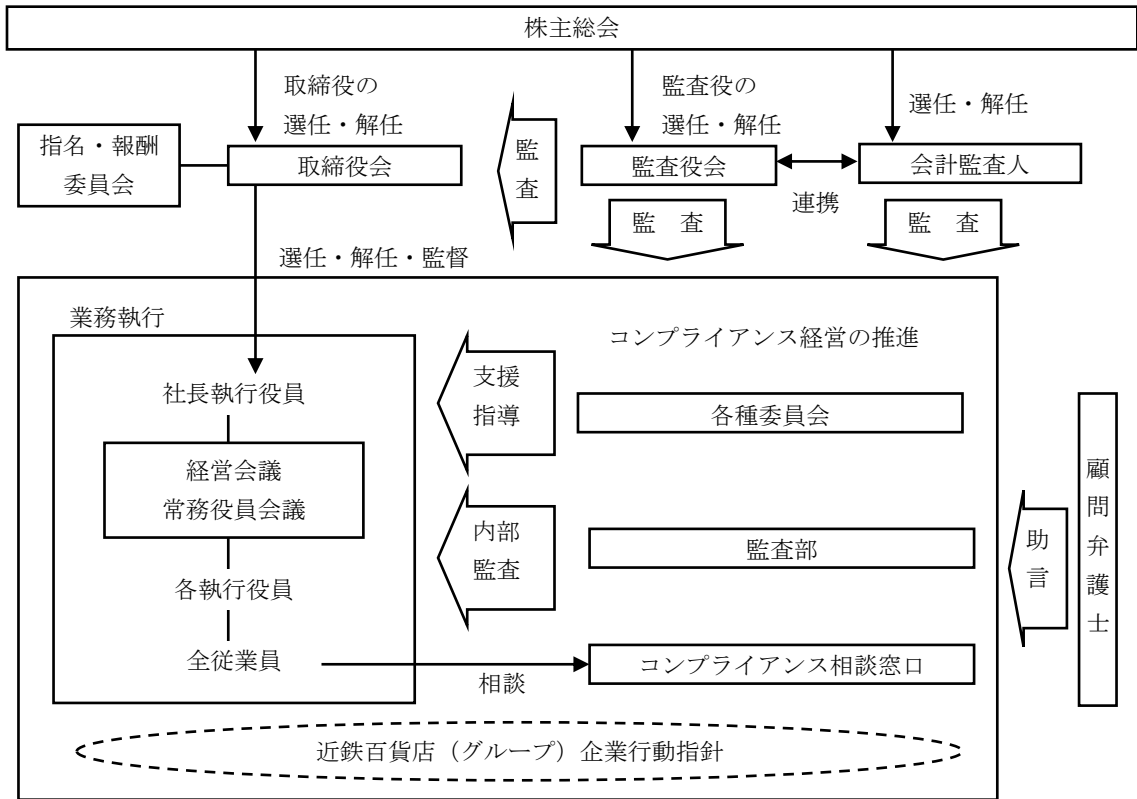 株主総会
取締役の
選任・解任
監査役の
選任・解任
選任・解任
指名・報酬
委員会
取締役会
監
査
監査役会
連携
会計監査人
監　査
監　査
選任・解任・監督
業務執行
コンプライアンス経営の推進
社長執行役員
支援
指導
各種委員会
経営会議
常務役員会議
内部
監査
監査部
助
言
顧
問
弁
護
士
各執行役員
全従業員
相談
コンプライアンス相談窓口
近鉄百貨店（グループ）企業行動指針